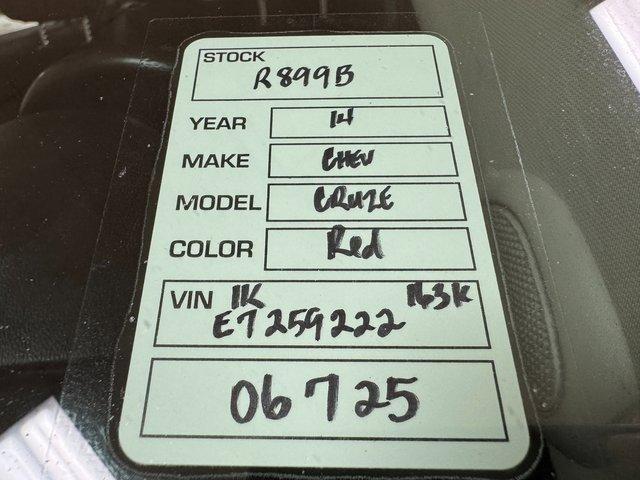 STOCK
R899B
YEAR 14
MAKE CHEV
MODEL CRUZE
COLOR Red
VIN 1K 163K
E7259222
06725